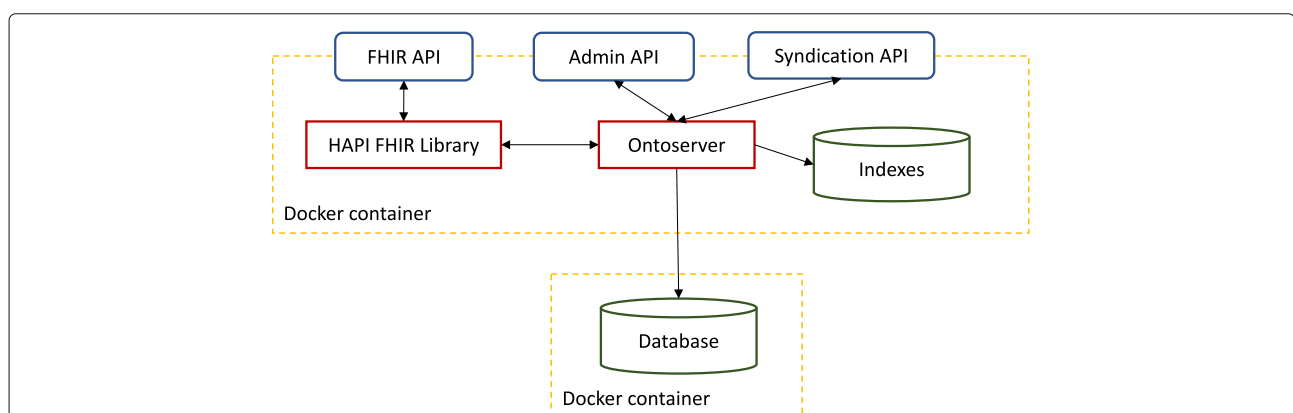 FHIR API
Admin API
Syndication API
HAPI FHIR Library
Ontoserver
Indexes
Docker container
Database
Docker container